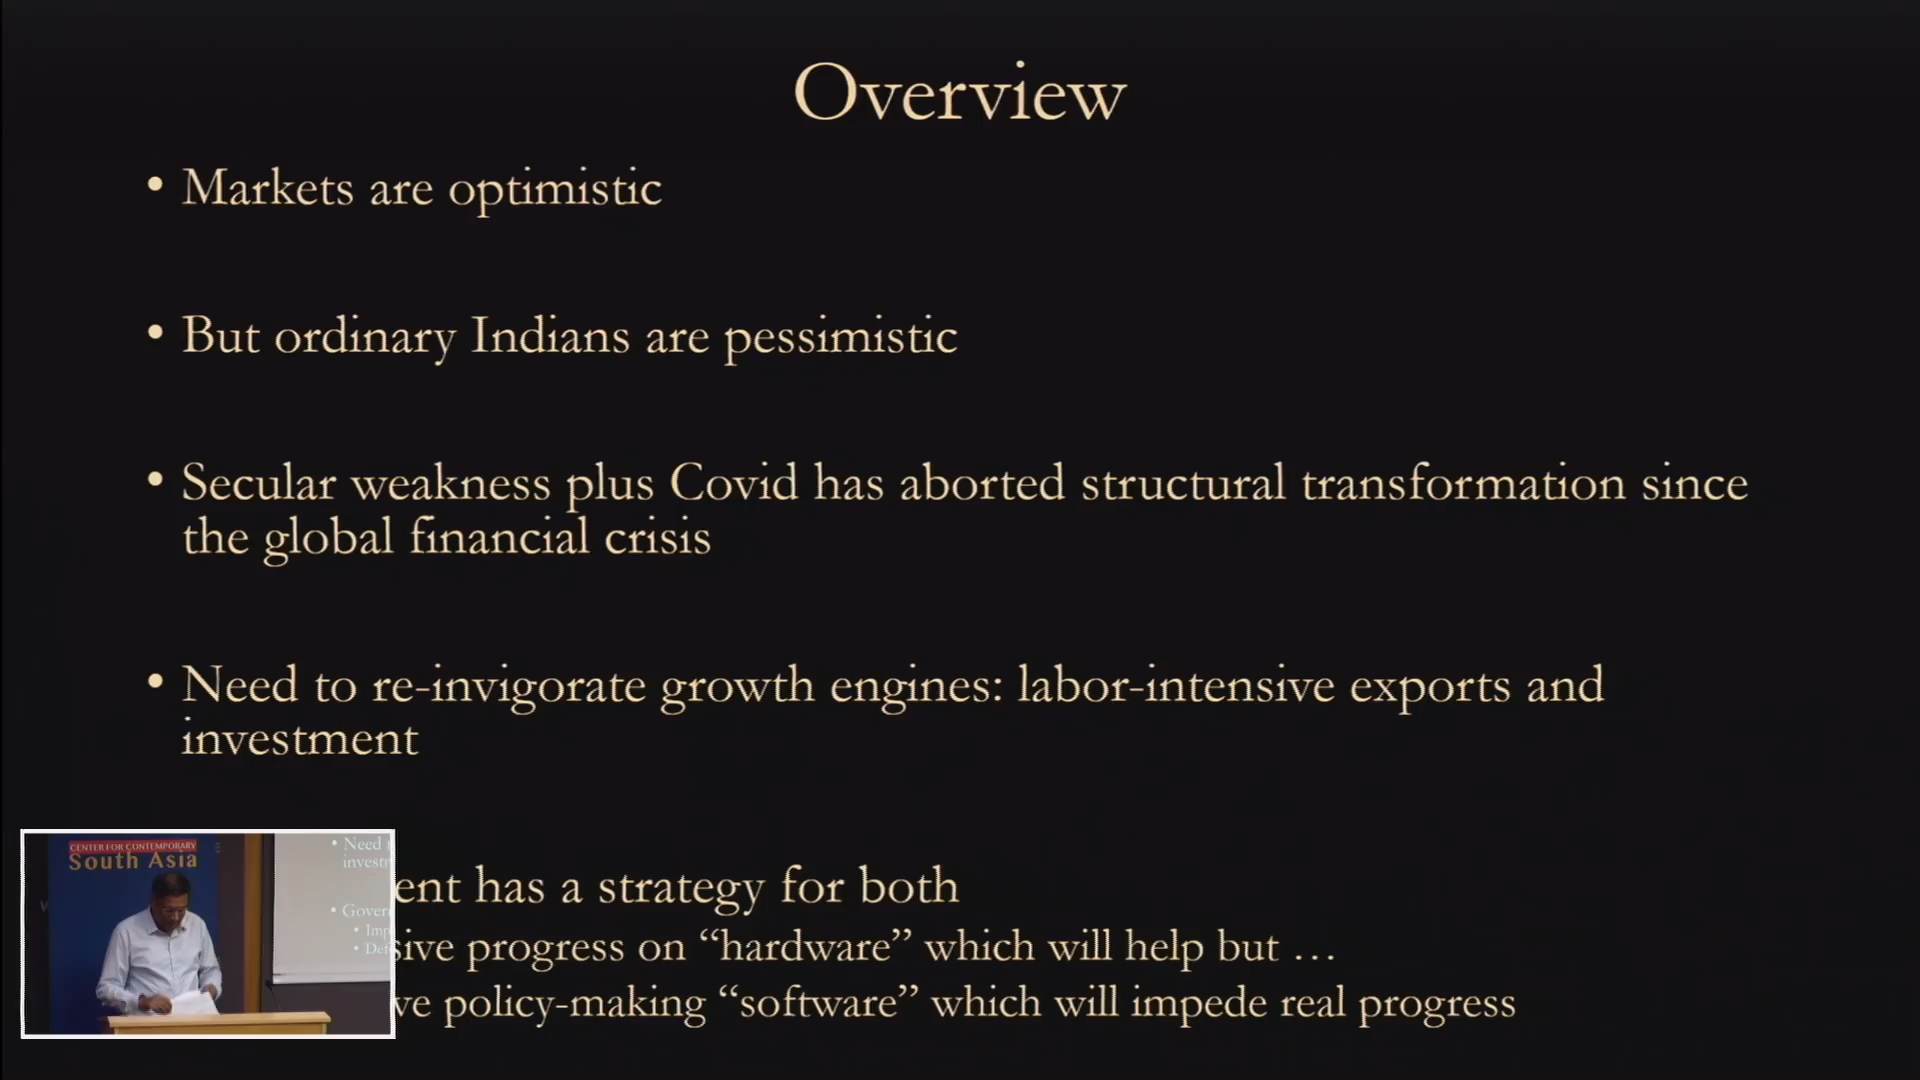 Overview
• Markets are optimistic
• But ordinary Indians are pessimistic
• Secular weakness plus Covid has aborted structural transformation since
the global financial crisis
• Need to re-invigorate growth engines: labor-intensive exports and
investment
ent has a strategy for both
sive progress on “hardware” which will help but …
ve policy-making “software” which will impede real progress
CENTER FOR CONTEMPORARY
South Asia
• Need
invest
• Gover
• Imp
• Def